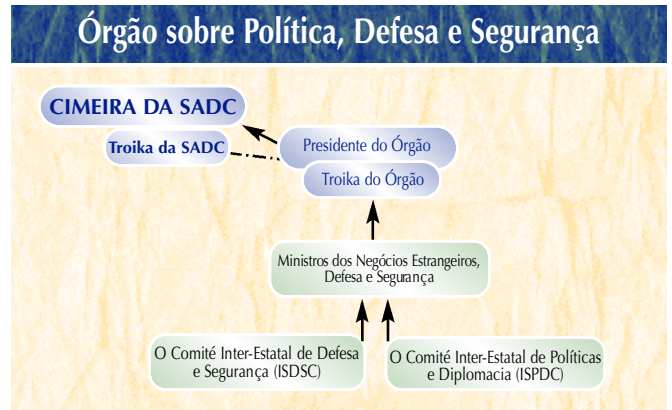 Órgão sobre Política, Defesa e Segurança
CIMEIRA DA SADC
Troika da SADC
Presidente do Órgão
Troika do Órgão
Ministros dos Negócios Estrangeiros,
Defesa e Segurança
O Comité Inter-Estatal de Defesa
e Segurança (ISDSC)
O Comité Inter-Estatal de Políticas
e Diplomacia (ISPDC)